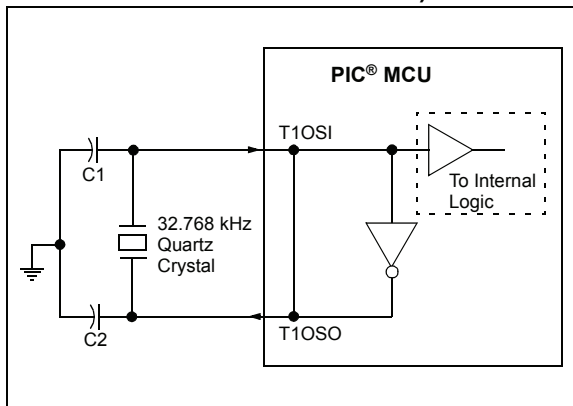 PIC® MCU
T1OSI
C1
To Internal
Logic
32.768 kHz
Quartz
Crystal
C2
T1OSO